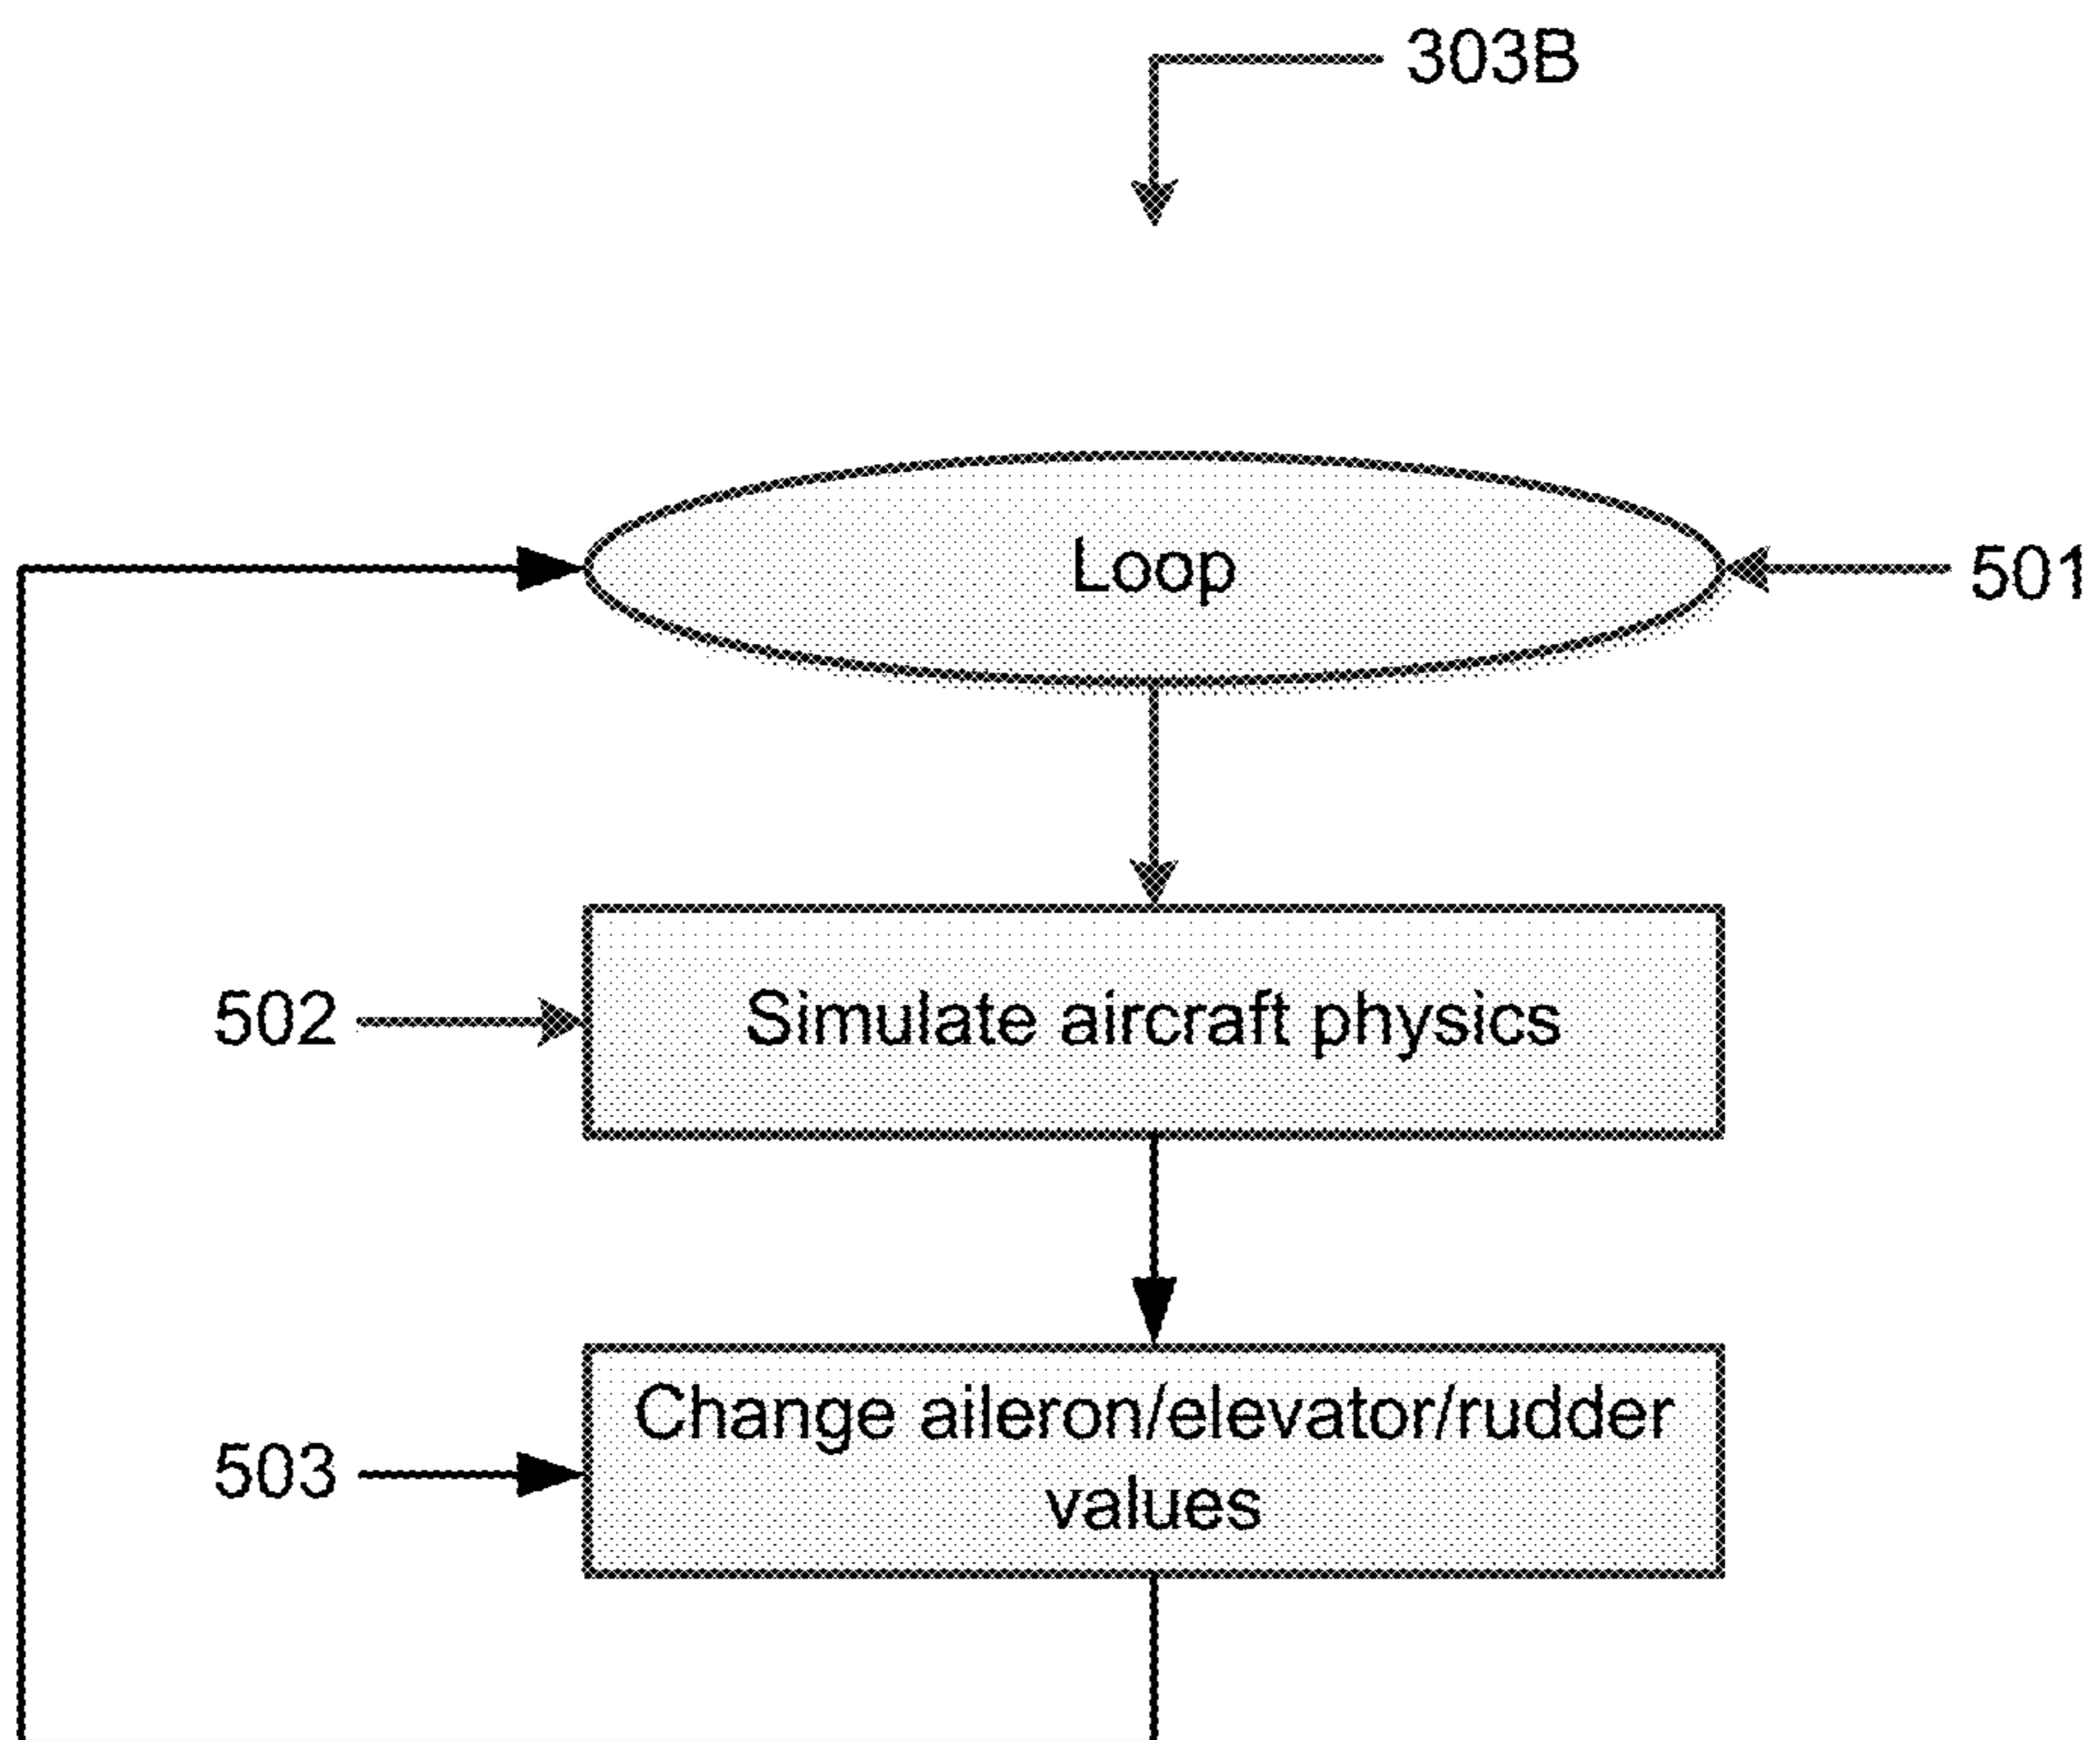 303B
Loop
501
502
Simulate aircraft physics
Change aileron/elevator/rudder
values
503